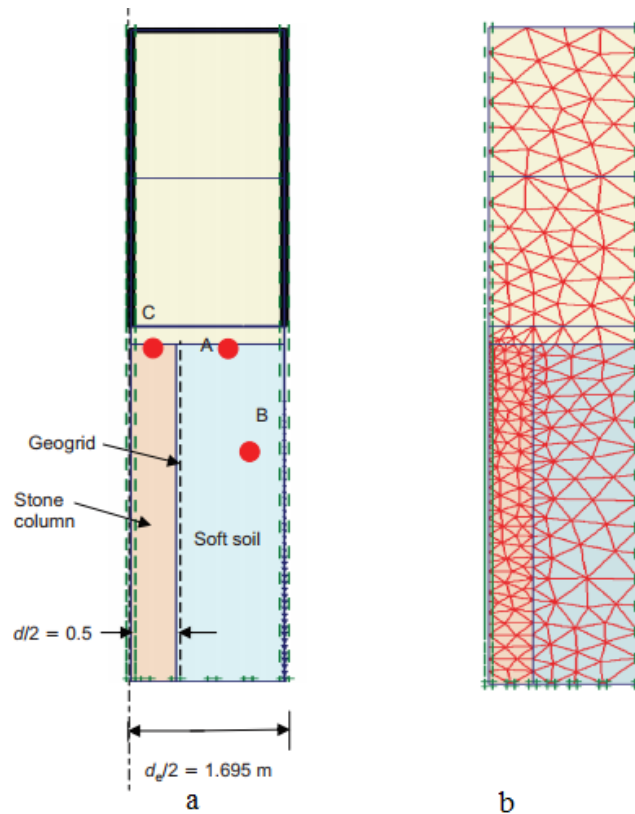 C
A
B
Geogrid
Stone
column
Soft soil
d/2 = 0.5
dₑ/2 = 1.695 m
a
b